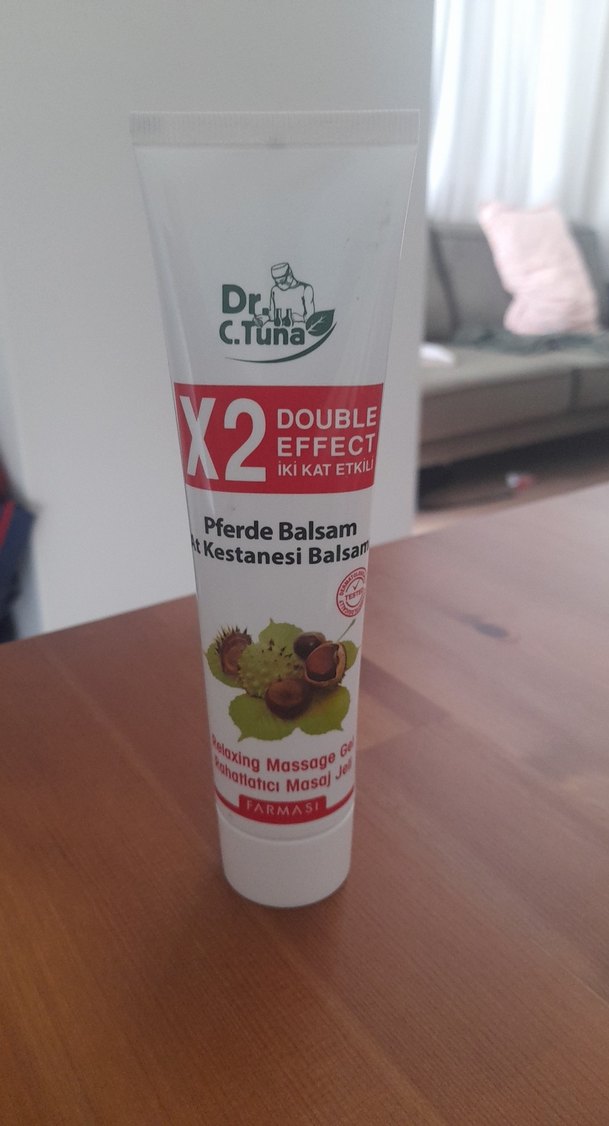 Dr.
C.Tuna
X2
DOUBLE
EFFECT
İKİ KAT ETKİLİ
Pferde Balsam
At Kestanesi Balsam
TESTED
Relaxing Massage Gel
Rahatlatıcı Masaj Jeli
FARMASİ